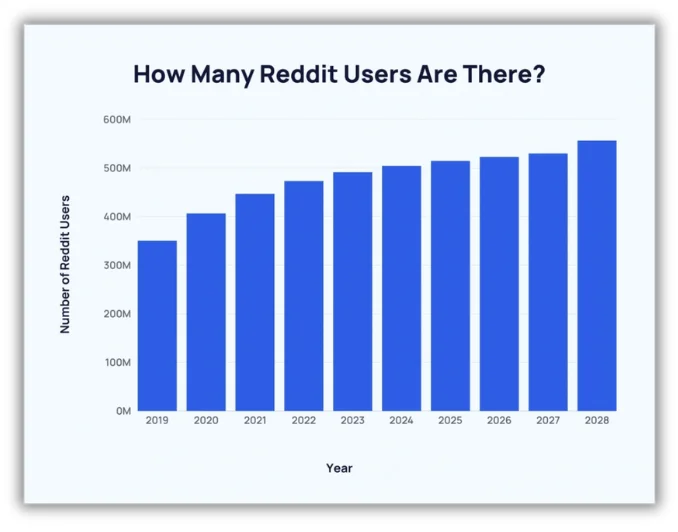 How Many Reddit Users Are There?
600M
500M
400M
300M
200M
100M
0M
Number of Reddit Users
2019 2020 2021 2022 2023 2024 2025 2026 2027 2028
Year